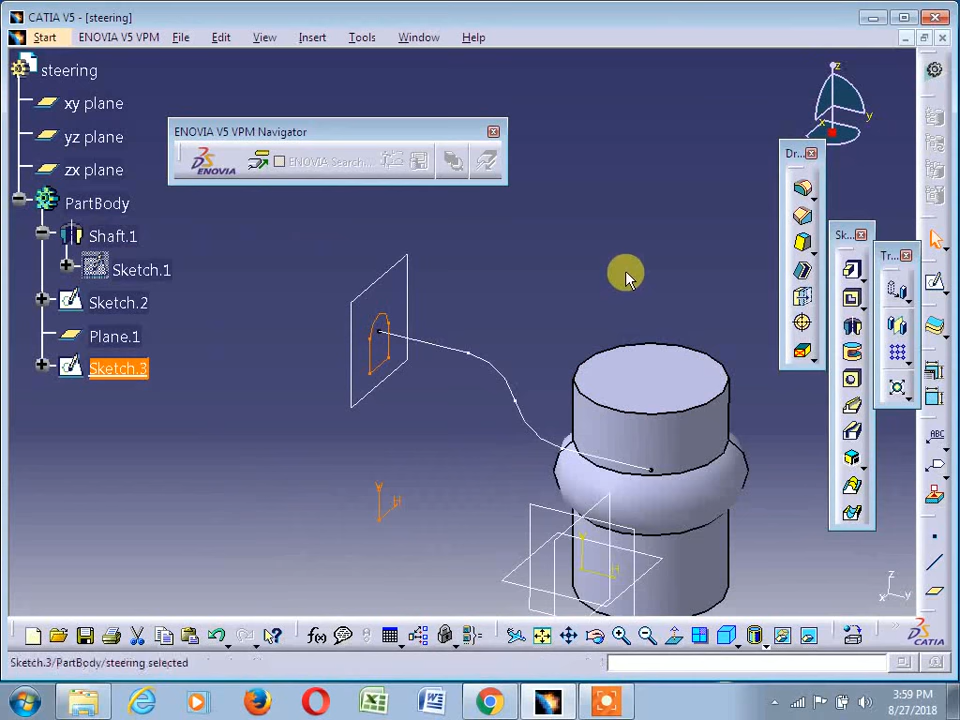 CATIA V5 - [steering]
Start ENOVIA V5 VPM File Edit View Insert Tools Window Help
steering
xy plane
yz plane
zx plane
PartBody
Shaft.1
Sketch.1
Sketch.2
Plane.1
Sketch.3
ENOVIA V5 VPM Navigator
ENOVIA
ENOVIA Search...
z
y
x
Dr...
Sk...
Tr...
ABC
V
H
Y
H
z
x
y
f(x)
CATIA
Sketch.3/PartBody/steering selected
3:59 PM
8/27/2018